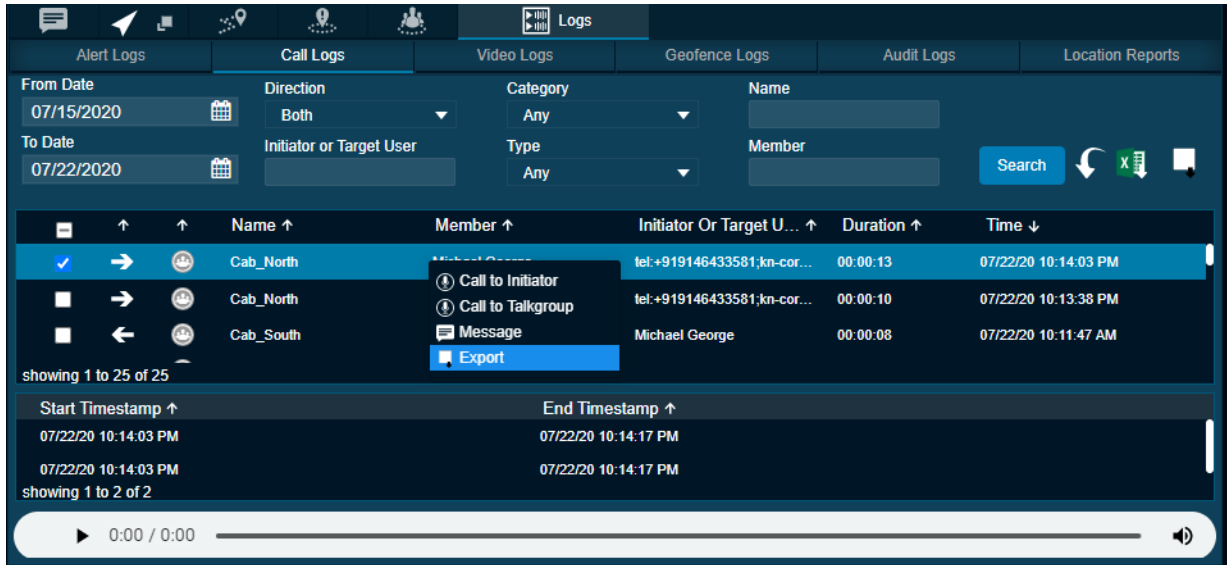 Logs
Alert Logs Call Logs Video Logs Geofence Logs Audit Logs Location Reports
From Date Direction Category Name
07/15/2020 Both Any
To Date Initiator or Target User Type Member
07/22/2020 Any Search
Name Member Initiator Or Target U... Duration Time
Cab_North Michael George tel:+919146433581;kn-cor... 00:00:13 07/22/20 10:14:03 PM
Call to Initiator
Cab_North tel:+919146433581;kn-cor... 00:00:10 07/22/20 10:13:38 PM
Call to Talkgroup
Message
Cab_South Michael George 00:00:08 07/22/20 10:11:47 AM
Export
showing 1 to 25 of 25
Start Timestamp End Timestamp
07/22/20 10:14:03 PM 07/22/20 10:14:17 PM
07/22/20 10:14:03 PM 07/22/20 10:14:17 PM
showing 1 to 2 of 2
0:00 / 0:00